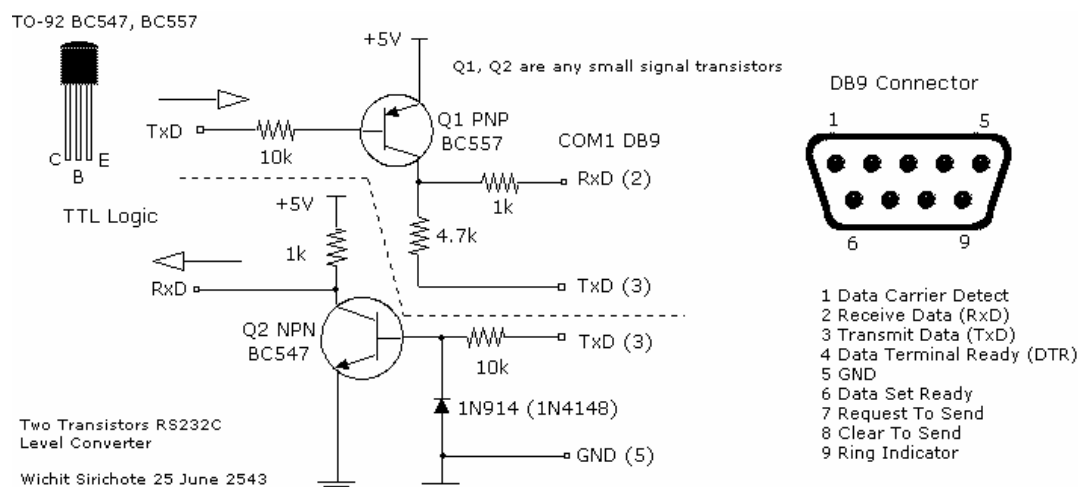 TO-92 BC547, BC557
+5V
Q1, Q2 are any small signal transistors
DB9 Connector
TxD
10k
Q1 PNP
BC557
COM1 DB9
1 5
C E
B
RxD (2)
1k
TTL Logic
+5V
4.7k
6 9
1k
RxD
TxD (3)
1 Data Carrier Detect
2 Receive Data (RxD)
3 Transmit Data (TxD)
4 Data Terminal Ready (DTR)
5 GND
6 Data Set Ready
7 Request To Send
8 Clear To Send
9 Ring Indicator
Q2 NPN
BC547
TxD (3)
10k
1N914 (1N4148)
GND (5)
Two Transistors RS232C
Level Converter
Wichit Sirichote 25 June 2543